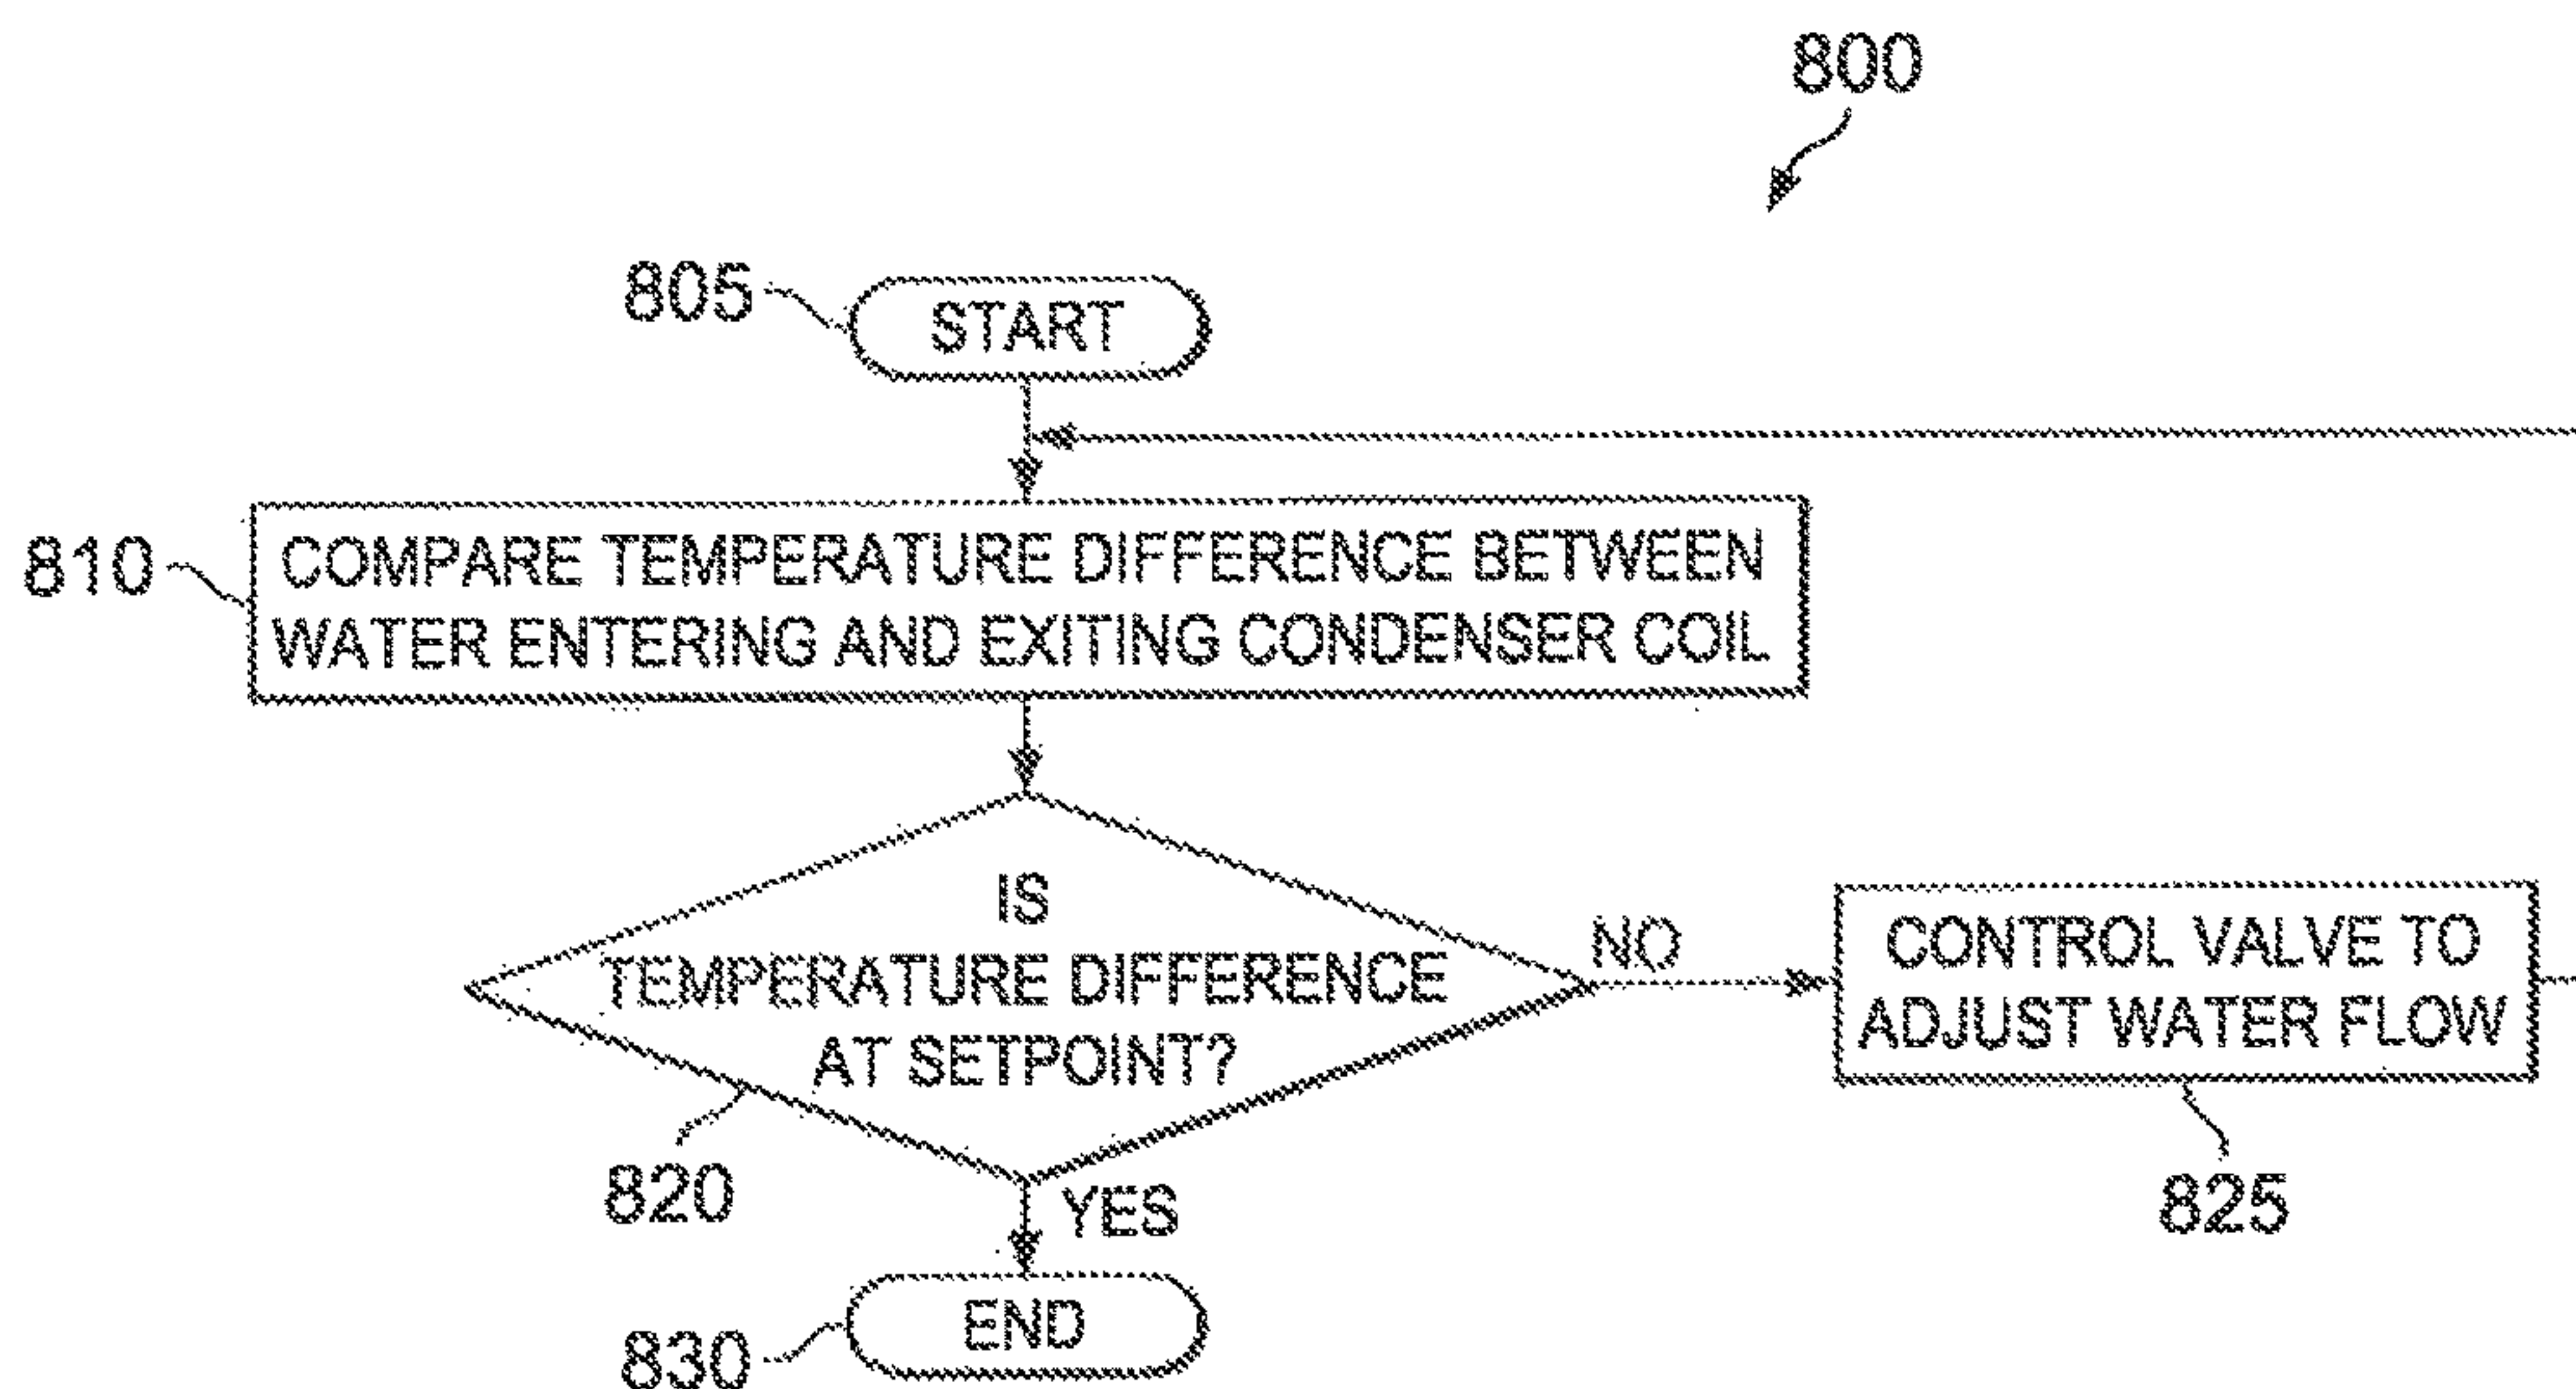 800
805
START
810
COMPARE TEMPERATURE DIFFERENCE BETWEEN
WATER ENTERING AND EXITING CONDENSER COIL
IS
TEMPERATURE DIFFERENCE
AT SETPOINT?
NO
CONTROL VALVE TO
ADJUST WATER FLOW
820
825
YES
830
END